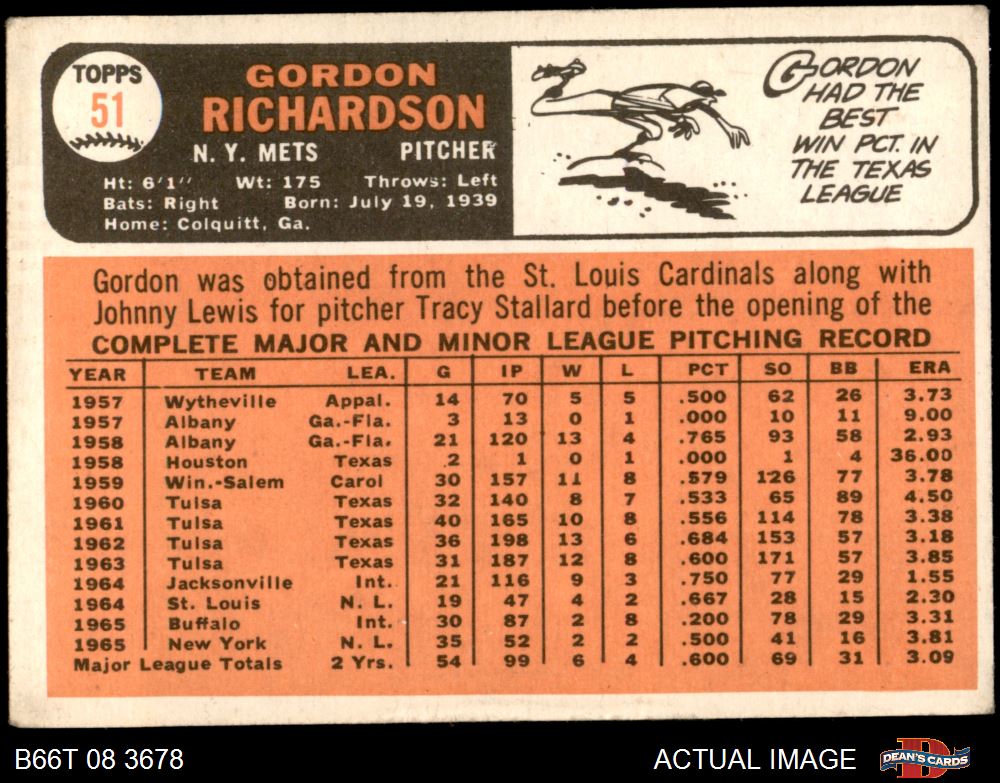 TOPPS
51
GORDON
RICHARDSON
N. Y. METS PITCHER
Ht: 6'1" Wt: 175 Throws: Left
Bats: Right Born: July 19, 1939
Home: Colquitt, Ga.
GORDON
HAD THE
BEST
WIN PCT. IN
THE TEXAS
LEAGUE
Gordon was obtained from the St. Louis Cardinals along with
Johnny Lewis for pitcher Tracy Stallard before the opening of the
COMPLETE MAJOR AND MINOR LEAGUE PITCHING RECORD
YEAR TEAM LEA. G IP W L PCT SO BB ERA
1957 Wytheville Appal. 14 70 5 5 .500 62 26 3.73
1957 Albany Ga.-Fla. 3 13 0 1 .000 10 11 9.00
1958 Albany Ga.-Fla. 21 120 13 4 .765 93 58 2.93
1958 Houston Texas 2 1 0 1 .000 1 4 36.00
1959 Win.-Salem Carol 30 157 11 8 .579 126 77 3.78
1960 Tulsa Texas 32 140 8 7 .533 65 89 4.50
1961 Tulsa Texas 40 165 10 8 .556 114 78 3.38
1962 Tulsa Texas 36 198 13 6 .684 153 57 3.18
1963 Tulsa Texas 31 187 12 8 .600 171 57 3.85
1964 Jacksonville Int. 21 116 9 3 .750 77 29 1.55
1964 St. Louis N. L. 19 47 4 2 .667 28 15 2.30
1965 Buffalo Int. 30 87 2 8 .200 78 29 3.31
1965 New York N. L. 35 52 2 2 .500 41 16 3.81
Major League Totals 2 Yrs. 54 99 6 4 .600 69 31 3.09
B66T 08 3678 ACTUAL IMAGE DEAN'S CARDS